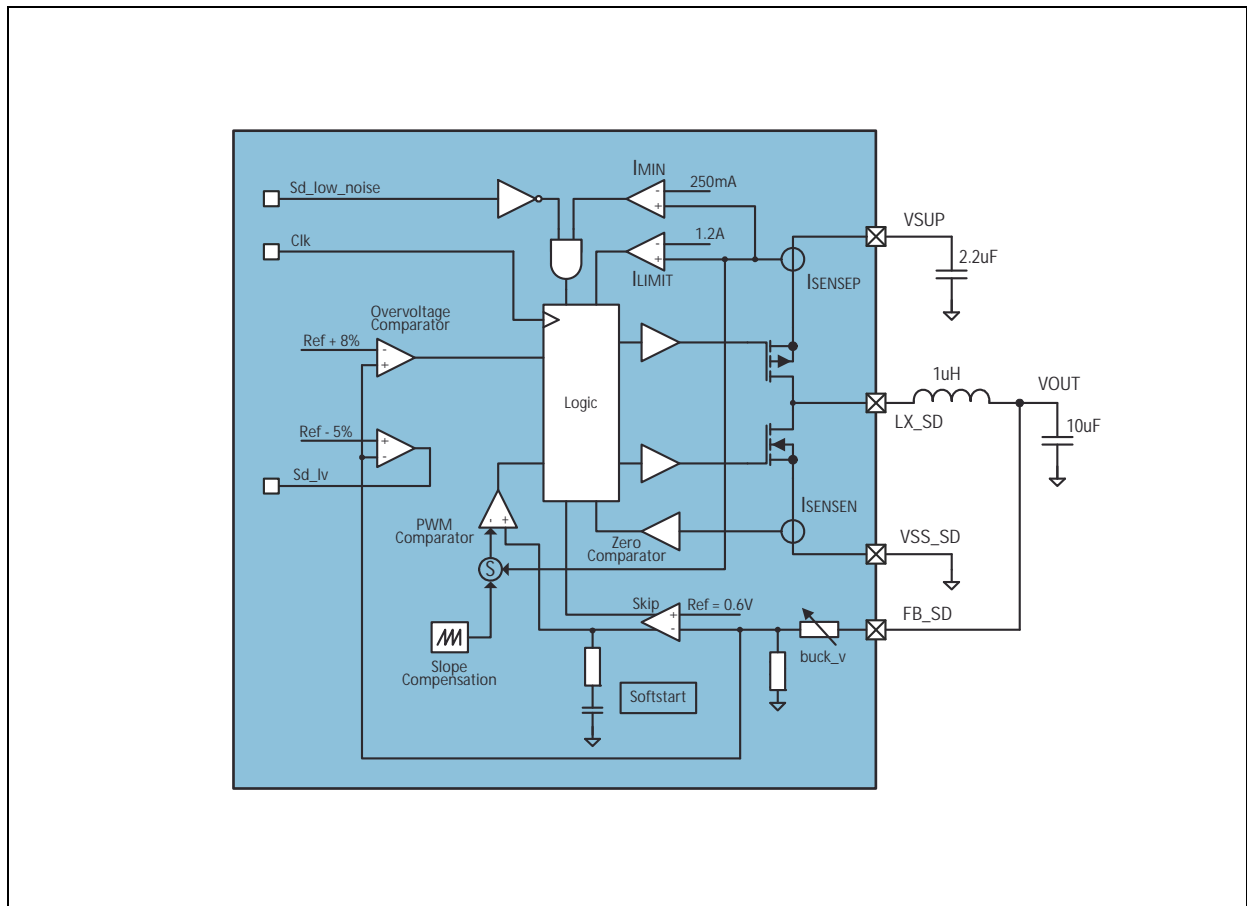 IMIN
250mA
Sd_low_noise
VSUP
Clk
1.2A
2.2uF
ILIMIT
ISENSEP
Overvoltage
Comparator
Ref + 8%
-
+
1uH
VOUT
Logic
LX_SD
10uF
Ref - 5%
+
-
Sd_lv
ISENSEN
- +
PWM
Comparator
Zero
Comparator
VSS_SD
S
Skip
+
-
Ref = 0.6V
FB_SD
buck_v
Slope
Compensation
Softstart